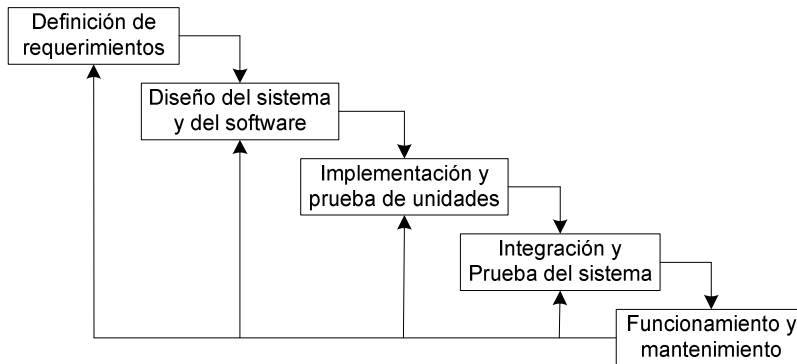 Definición de
requerimientos
Diseño del sistema
y del software
Implementación y
prueba de unidades
Integración y
Prueba del sistema
Funcionamiento y
mantenimiento